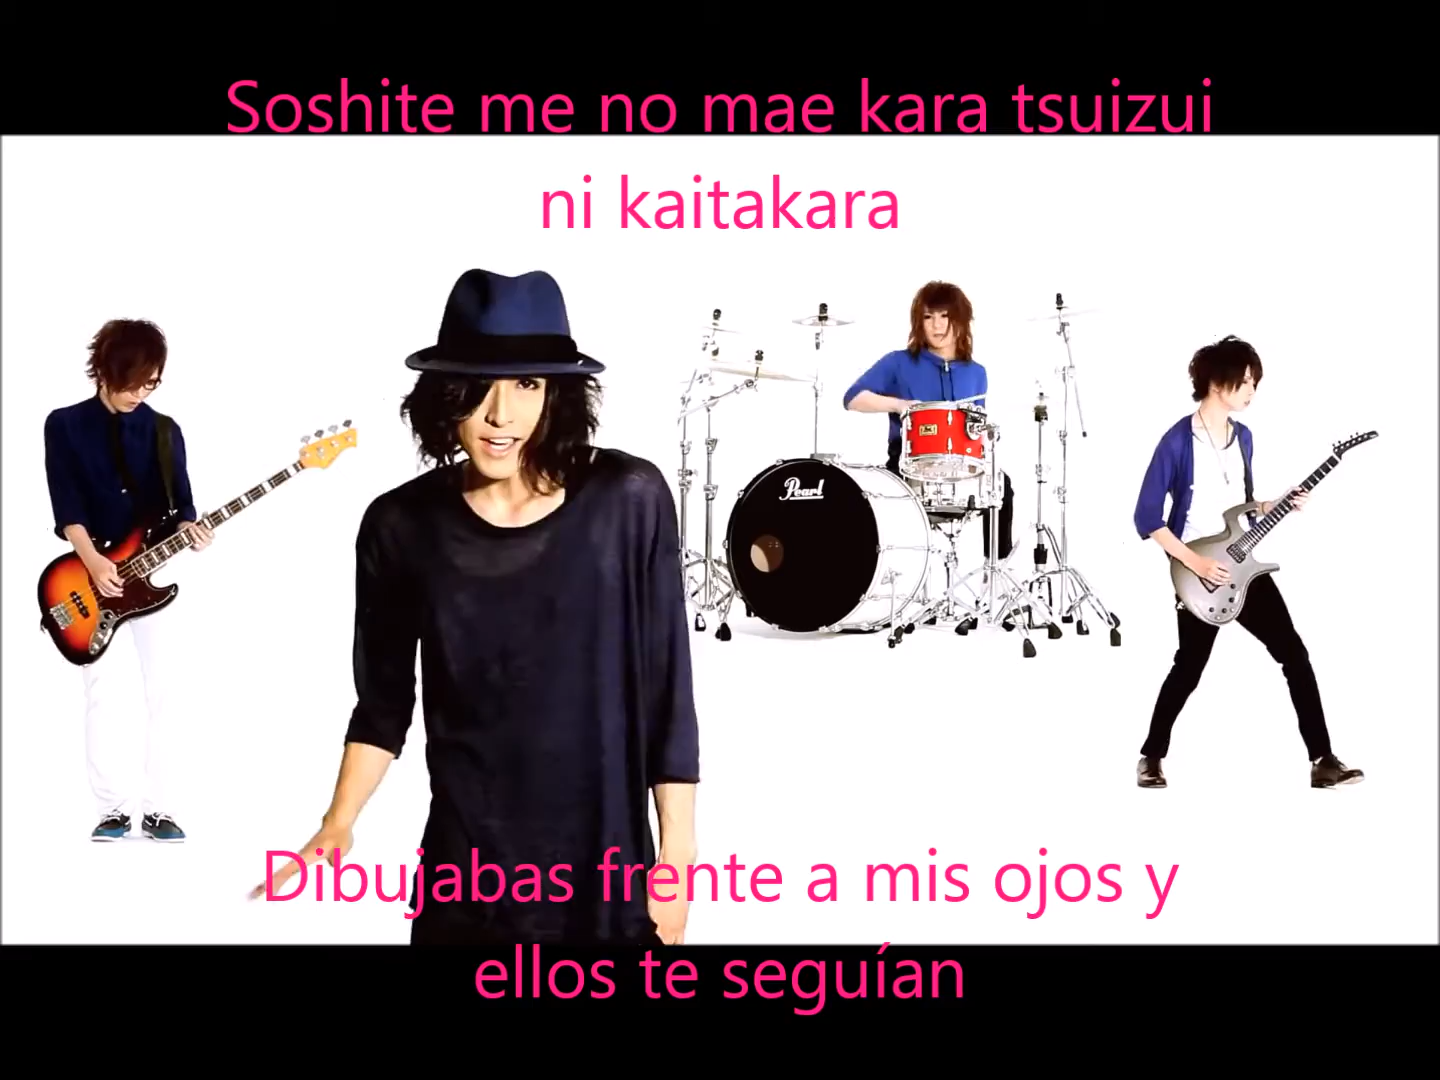 Soshite me no mae kara tsuizui
ni kaitakara
Pearl
Dibujabas frente a mis ojos y
ellos te seguían